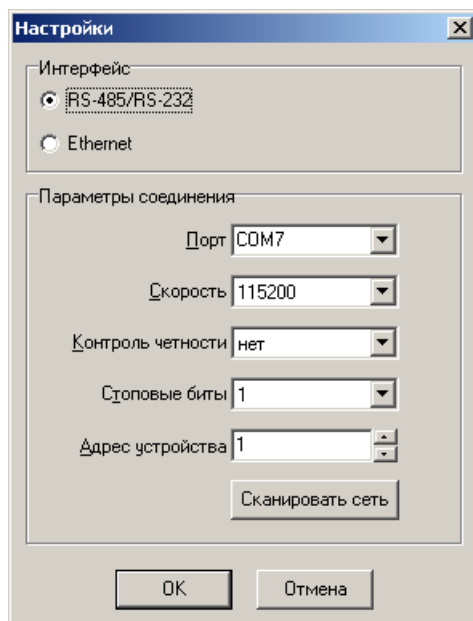 Настройки
Интерфейс
RS-485/RS-232
Ethernet
Параметры соединения
Порт COM7
Скорость 115200
Контроль четности нет
Стоповые биты 1
Адрес устройства 1
Сканировать сеть
OK Отмена